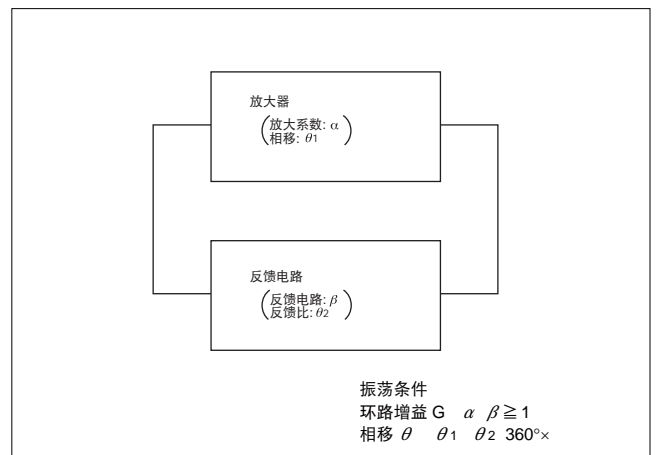 放大器
(放大系数: α
相移: θ1)
反馈电路
(反馈电路: β
反馈比: θ2)
振荡条件
环路增益 G α β ≧ 1
相移 θ θ1 θ2 360°×